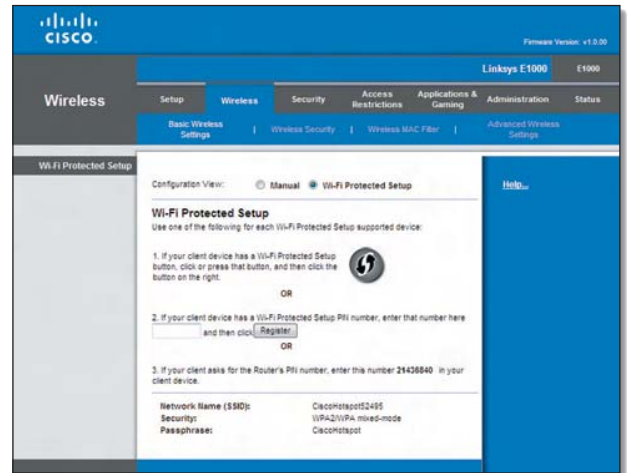 CISCO.
Firmware Version: v1.0.00
Linksys E1000
E1000
Wireless
Setup
Wireless
Security
Access Restrictions
Applications & Gaming
Administration
Status
Basic Wireless Settings
|
Wireless Security
|
Wireless MAC Filter
|
Advanced Wireless Settings
Wi-Fi Protected Setup
Configuration View:
Manual
Wi-Fi Protected Setup
Help...
Wi-Fi Protected Setup
Use one of the following for each Wi-Fi Protected Setup supported device:
1. If your client device has a Wi-Fi Protected Setup
button, click or press that button, and then click the
button on the right.
OR
2. If your client device has a Wi-Fi Protected Setup PIN number, enter that number here
and then click Register
OR
3. If your client asks for the Router's PIN number, enter this number 21436840 in your
client device.
Network Name (SSID): CiscoHotspot52495
Security: WPA2/WPA mixed-mode
Passphrase: CiscoHotspot